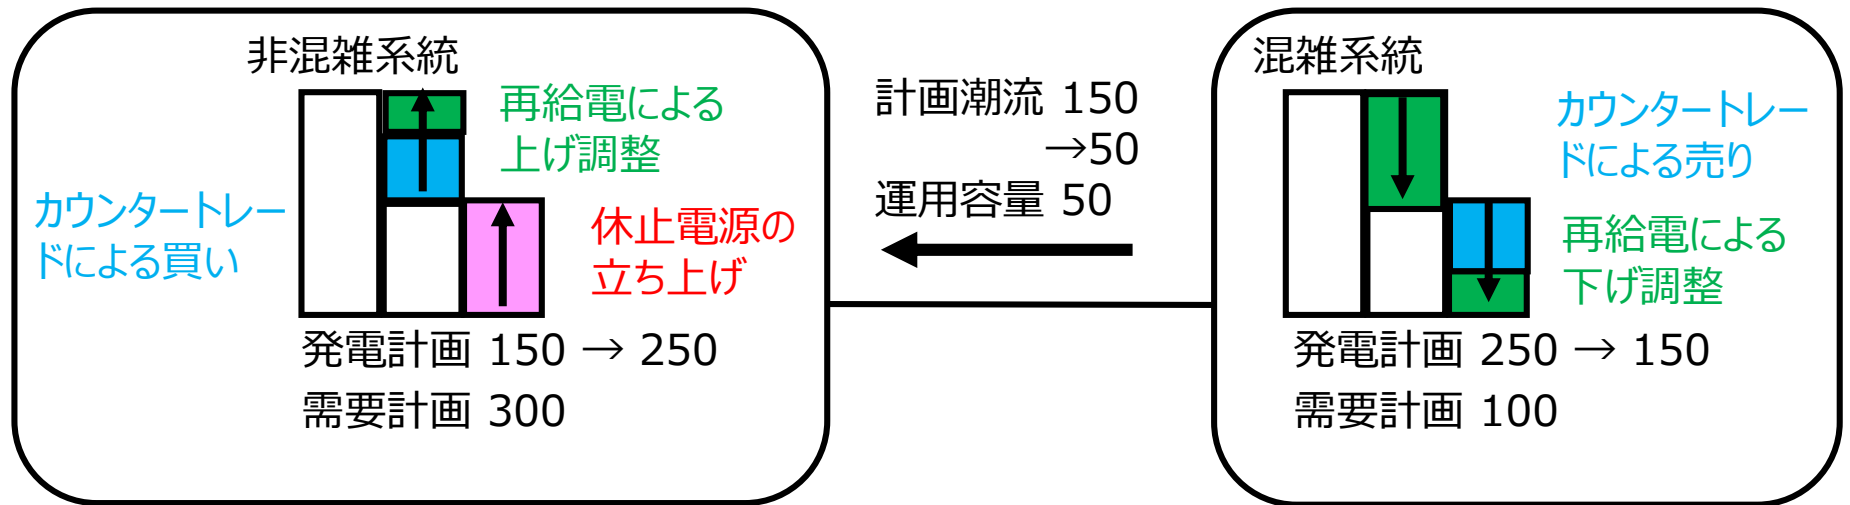 非混雑系統
再給電による
上げ調整
カウンタートレー
ドによる買い
休止電源の
立ち上げ
発電計画 150 → 250
需要計画 300
計画潮流 150
→50
運用容量 50
混雑系統
カウンタートレー
ドによる売り
再給電による
下げ調整
発電計画 250 → 150
需要計画 100